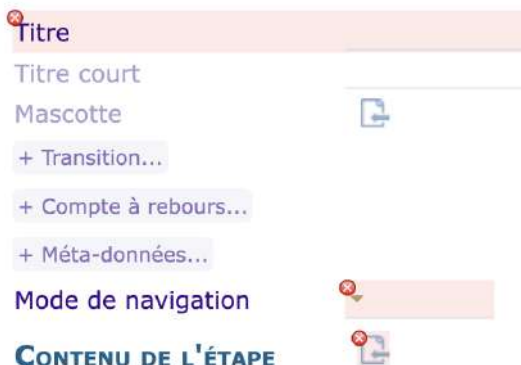 Titre
Titre court
Mascotte
+ Transition...
+ Compte à rebours...
+ Méta-données...
Mode de navigation
CONTENU DE L'ÉTAPE